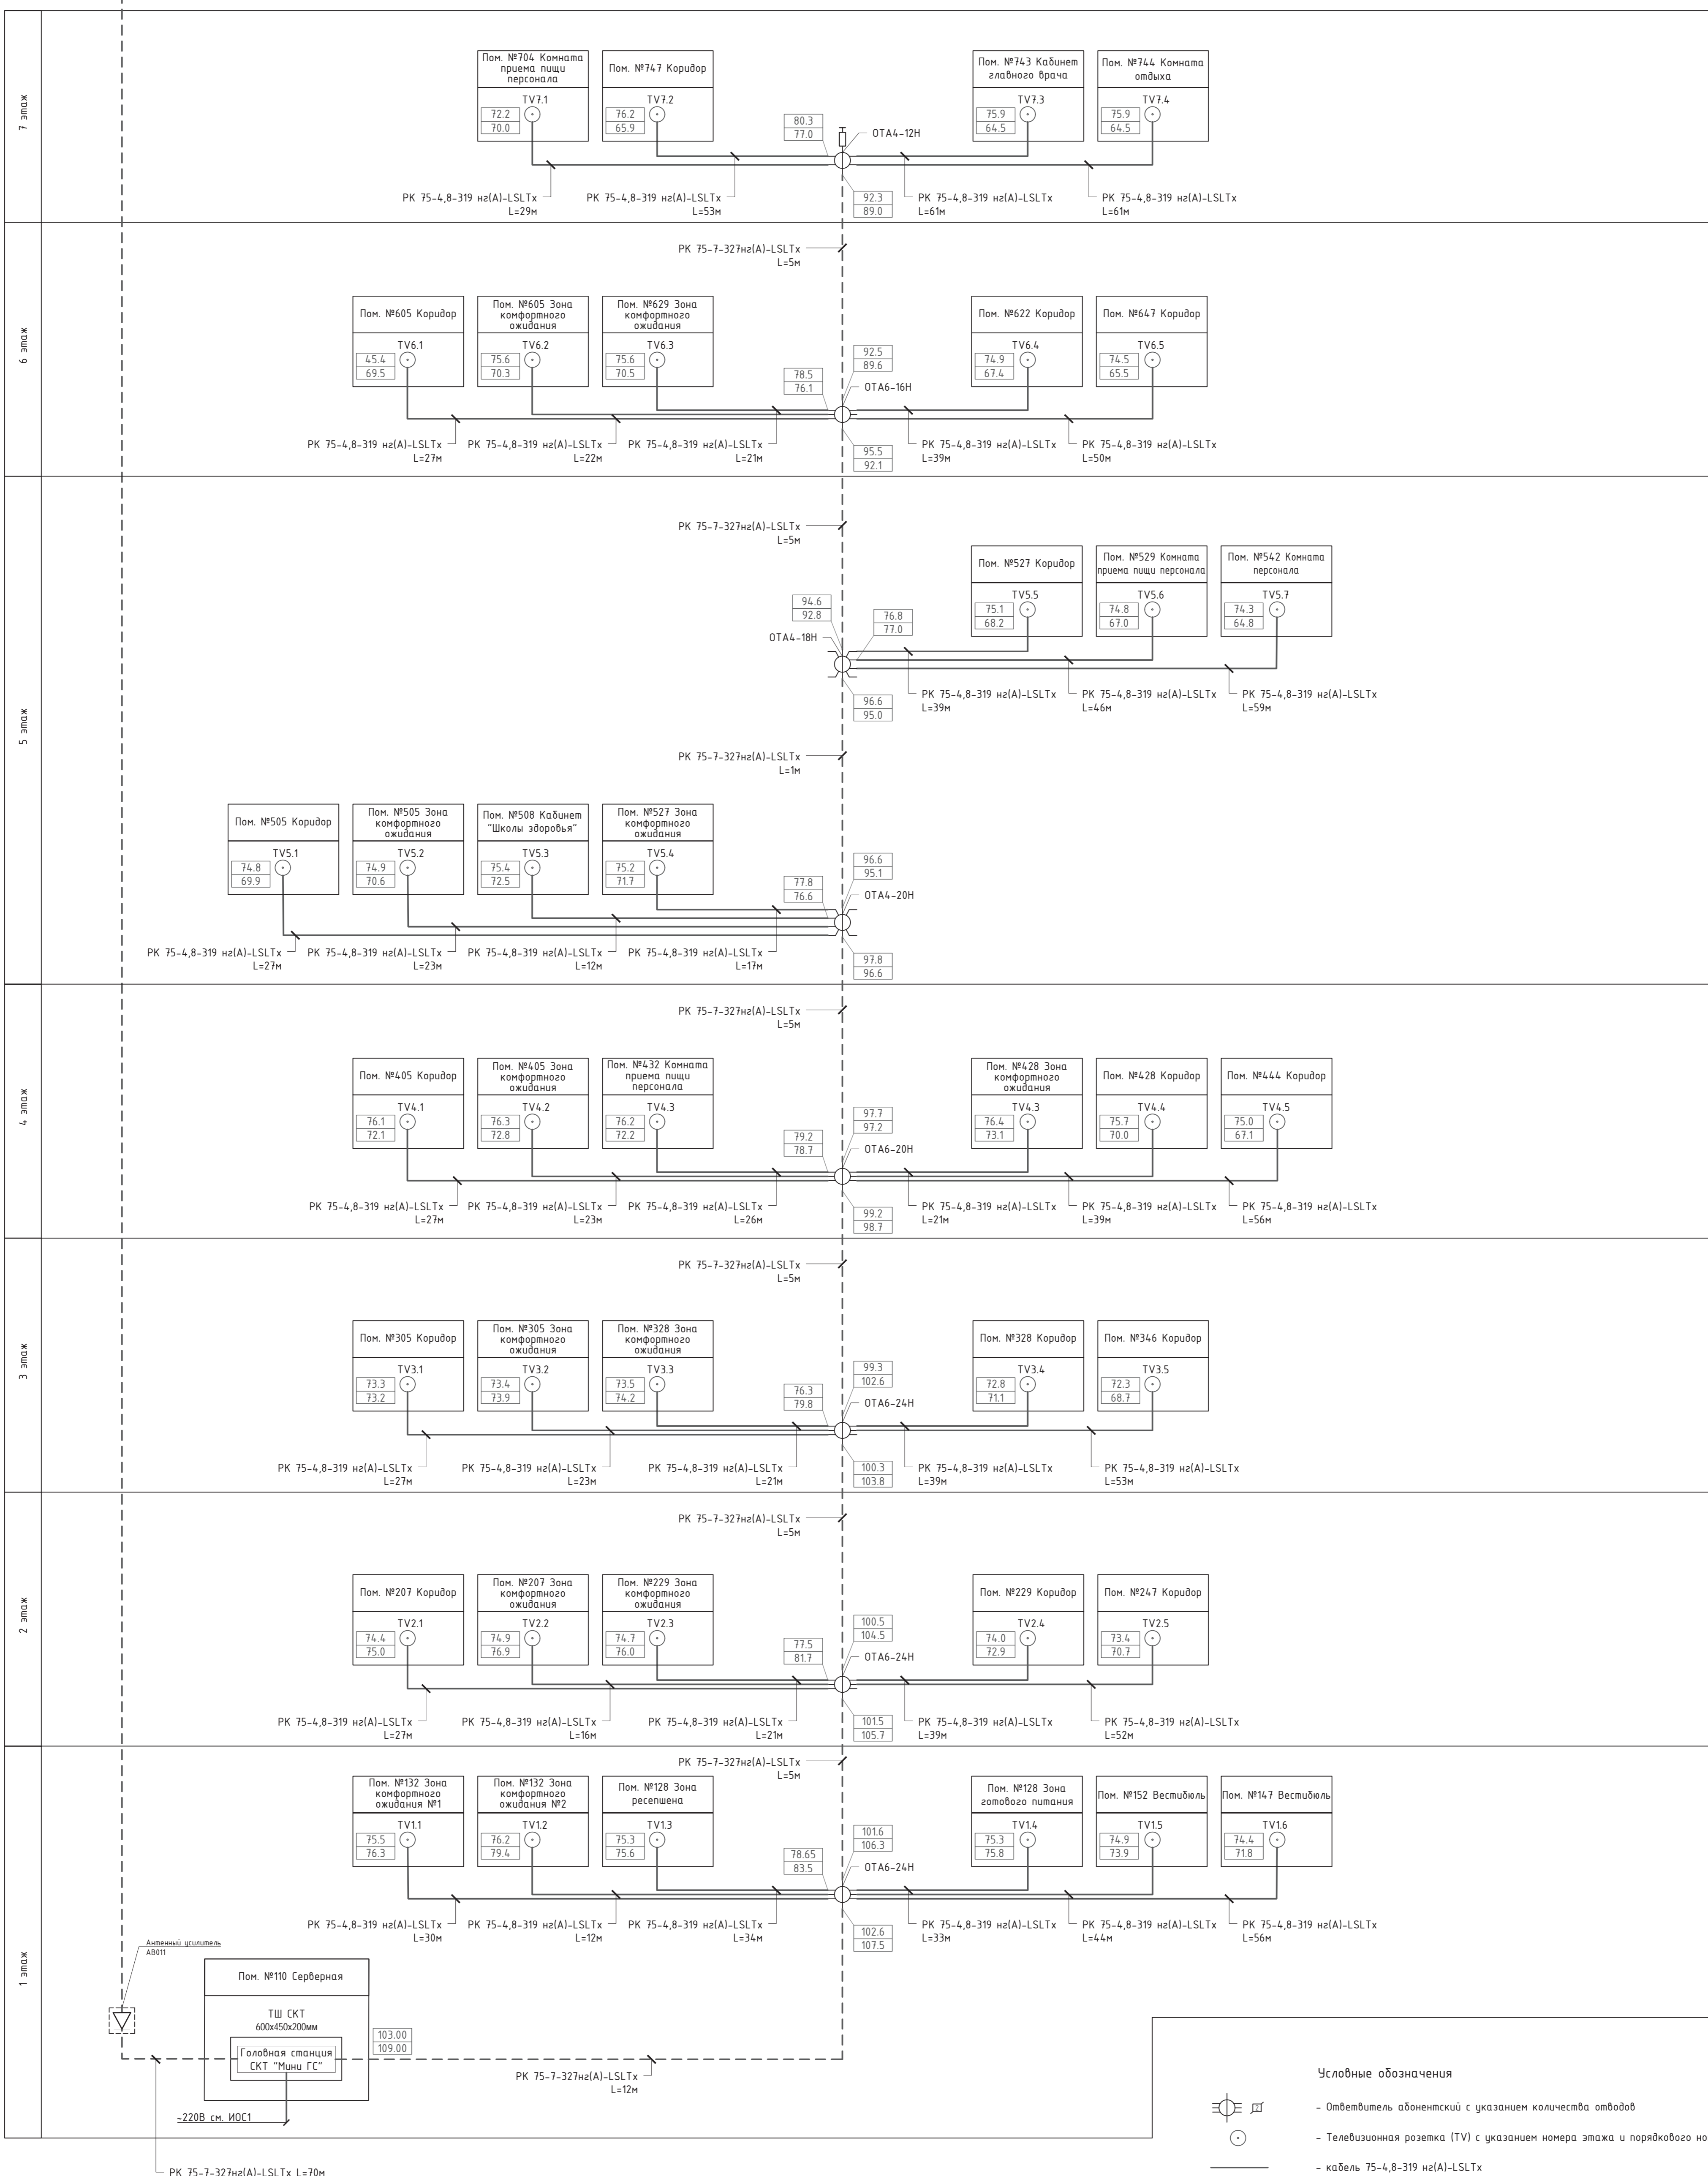 7 этаж
Пом. №704 Комната
приема пищи
персонала
TV7.1
72.2
70.0
Пом. №747 Коридор
TV7.2
76.2
65.9
Пом. №743 Кабинет
главного врача
TV7.3
75.9
64.5
Пом. №744 Комната
отдыха
TV7.4
75.9
64.5
80.3
77.0
ОТА4-12Н
92.3
89.0
РК 75-4,8-319 нг(А)-LSLTx
L=29м
РК 75-4,8-319 нг(А)-LSLTx
L=53м
РК 75-4,8-319 нг(А)-LSLTx
L=61м
РК 75-4,8-319 нг(А)-LSLTx
L=61м
6 этаж
РК 75-7-327нг(А)-LSLTx
L=5м
Пом. №605 Коридор
TV6.1
45.4
69.5
Пом. №605 Зона
комфортного
ожидания
TV6.2
75.6
70.3
Пом. №629 Зона
комфортного
ожидания
TV6.3
75.6
70.5
Пом. №622 Коридор
TV6.4
74.9
67.4
Пом. №647 Коридор
TV6.5
74.5
65.5
92.5
89.6
78.5
76.1
ОТА6-16Н
95.5
92.1
РК 75-4,8-319 нг(А)-LSLTx
L=27м
РК 75-4,8-319 нг(А)-LSLTx
L=22м
РК 75-4,8-319 нг(А)-LSLTx
L=21м
РК 75-4,8-319 нг(А)-LSLTx
L=39м
РК 75-4,8-319 нг(А)-LSLTx
L=50м
5 этаж
РК 75-7-327нг(А)-LSLTx
L=5м
Пом. №527 Коридор
TV5.5
75.1
68.2
Пом. №529 Комната
приема пищи персонала
TV5.6
74.8
67.0
Пом. №542 Комната
персонала
TV5.7
74.3
64.8
94.6
92.8
76.8
77.0
ОТА4-18Н
96.6
95.0
РК 75-4,8-319 нг(А)-LSLTx
L=39м
РК 75-4,8-319 нг(А)-LSLTx
L=46м
РК 75-4,8-319 нг(А)-LSLTx
L=59м
РК 75-7-327нг(А)-LSLTx
L=1м
Пом. №505 Коридор
TV5.1
74.8
69.9
Пом. №505 Зона
комфортного
ожидания
TV5.2
74.9
70.6
Пом. №508 Кабинет
"Школы здоровья"
TV5.3
75.4
72.5
Пом. №527 Зона
комфортного
ожидания
TV5.4
75.2
71.7
96.6
95.1
77.8
76.6
ОТА4-20Н
97.8
96.6
РК 75-4,8-319 нг(А)-LSLTx
L=27м
РК 75-4,8-319 нг(А)-LSLTx
L=23м
РК 75-4,8-319 нг(А)-LSLTx
L=12м
РК 75-4,8-319 нг(А)-LSLTx
L=17м
4 этаж
РК 75-7-327нг(А)-LSLTx
L=5м
Пом. №405 Коридор
TV4.1
76.1
72.1
Пом. №405 Зона
комфортного
ожидания
TV4.2
76.3
72.8
Пом. №432 Комната
приема пищи
персонала
TV4.3
76.2
72.2
Пом. №428 Зона
комфортного
ожидания
TV4.3
76.4
73.1
Пом. №428 Коридор
TV4.4
75.7
70.0
Пом. №444 Коридор
TV4.5
75.0
67.1
97.7
97.2
79.2
78.7
ОТА6-20Н
99.2
98.7
РК 75-4,8-319 нг(А)-LSLTx
L=27м
РК 75-4,8-319 нг(А)-LSLTx
L=23м
РК 75-4,8-319 нг(А)-LSLTx
L=26м
РК 75-4,8-319 нг(А)-LSLTx
L=21м
РК 75-4,8-319 нг(А)-LSLTx
L=39м
РК 75-4,8-319 нг(А)-LSLTx
L=56м
3 этаж
РК 75-7-327нг(А)-LSLTx
L=5м
Пом. №305 Коридор
TV3.1
73.3
73.2
Пом. №305 Зона
комфортного
ожидания
TV3.2
73.4
73.9
Пом. №328 Зона
комфортного
ожидания
TV3.3
73.5
74.2
Пом. №328 Коридор
TV3.4
72.8
71.1
Пом. №346 Коридор
TV3.5
72.3
68.7
99.3
102.6
76.3
79.8
ОТА6-24Н
100.3
103.8
РК 75-4,8-319 нг(А)-LSLTx
L=27м
РК 75-4,8-319 нг(А)-LSLTx
L=23м
РК 75-4,8-319 нг(А)-LSLTx
L=21м
РК 75-4,8-319 нг(А)-LSLTx
L=39м
РК 75-4,8-319 нг(А)-LSLTx
L=53м
2 этаж
РК 75-7-327нг(А)-LSLTx
L=5м
Пом. №207 Коридор
TV2.1
74.4
75.0
Пом. №207 Зона
комфортного
ожидания
TV2.2
74.9
76.9
Пом. №229 Зона
комфортного
ожидания
TV2.3
74.7
76.0
Пом. №229 Коридор
TV2.4
74.0
72.9
Пом. №247 Коридор
TV2.5
73.4
70.7
100.5
104.5
77.5
81.7
ОТА6-24Н
101.5
105.7
РК 75-4,8-319 нг(А)-LSLTx
L=27м
РК 75-4,8-319 нг(А)-LSLTx
L=16м
РК 75-4,8-319 нг(А)-LSLTx
L=21м
РК 75-4,8-319 нг(А)-LSLTx
L=39м
РК 75-4,8-319 нг(А)-LSLTx
L=52м
1 этаж
РК 75-7-327нг(А)-LSLTx
L=5м
Пом. №132 Зона
комфортного
ожидания №1
TV1.1
75.5
76.3
Пом. №132 Зона
комфортного
ожидания №2
TV1.2
76.2
79.4
Пом. №128 Зона
ресепшена
TV1.3
75.3
75.6
Пом. №128 Зона
готового питания
TV1.4
75.3
75.8
Пом. №152 Вестибюль
TV1.5
74.9
73.9
Пом. №147 Вестибюль
TV1.6
74.4
71.8
101.6
106.3
78.65
83.5
ОТА6-24Н
102.6
107.5
РК 75-4,8-319 нг(А)-LSLTx
L=30м
РК 75-4,8-319 нг(А)-LSLTx
L=12м
РК 75-4,8-319 нг(А)-LSLTx
L=34м
РК 75-4,8-319 нг(А)-LSLTx
L=33м
РК 75-4,8-319 нг(А)-LSLTx
L=44м
РК 75-4,8-319 нг(А)-LSLTx
L=56м
Антенный усилитель
АВ011
Пом. №110 Серверная
ТШ СКТ
600х450х200мм
Головная станция
СКТ "Мини ГС"
103.00
109.00
РК 75-7-327нг(А)-LSLTx
L=12м
~220В см. ИОС1
РК 75-7-327нг(А)-LSLTx L=70м
Условные обозначения
- Ответвитель абонентский с указанием количества отводов
- Телевизионная розетка (TV) с указанием номера этажа и порядкового но
- кабель 75-4,8-319 нг(А)-LSLTx